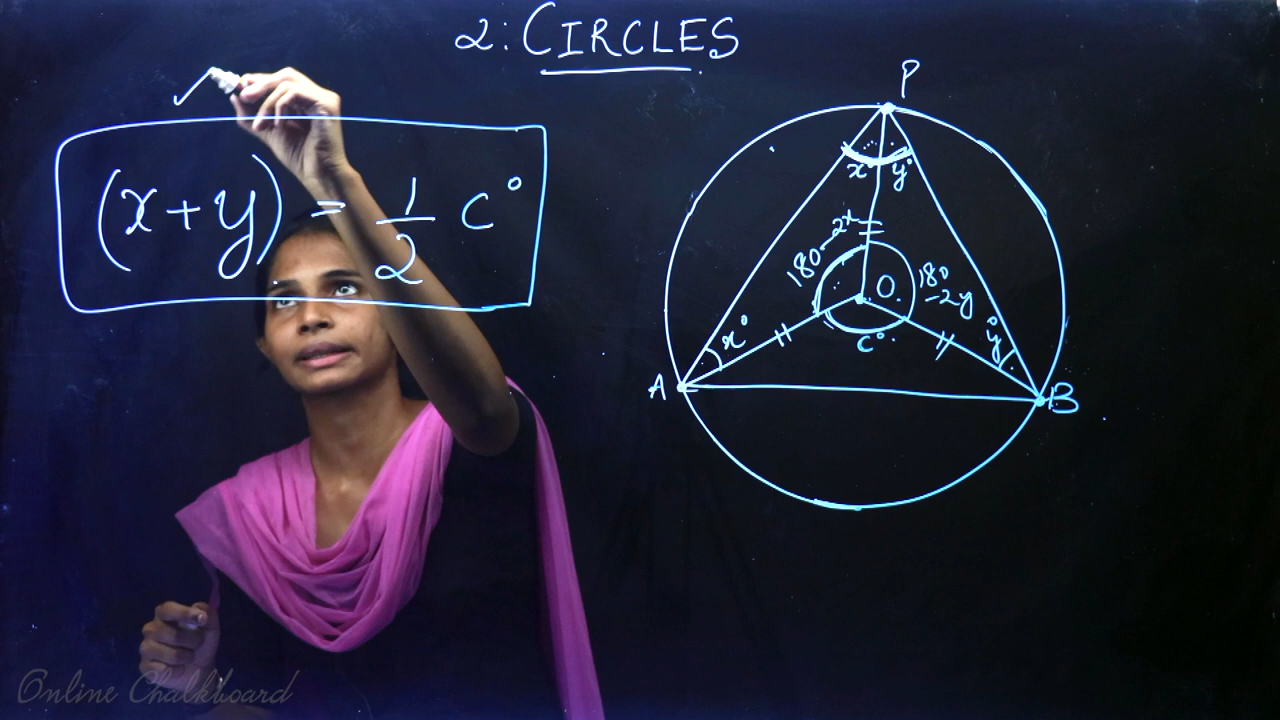 2: CIRCLES
(x+y) = 1/2 c°
P
x° y°
180-2x
O
180
-2y
x°
c°
y°
A
B
Online Chalkboard